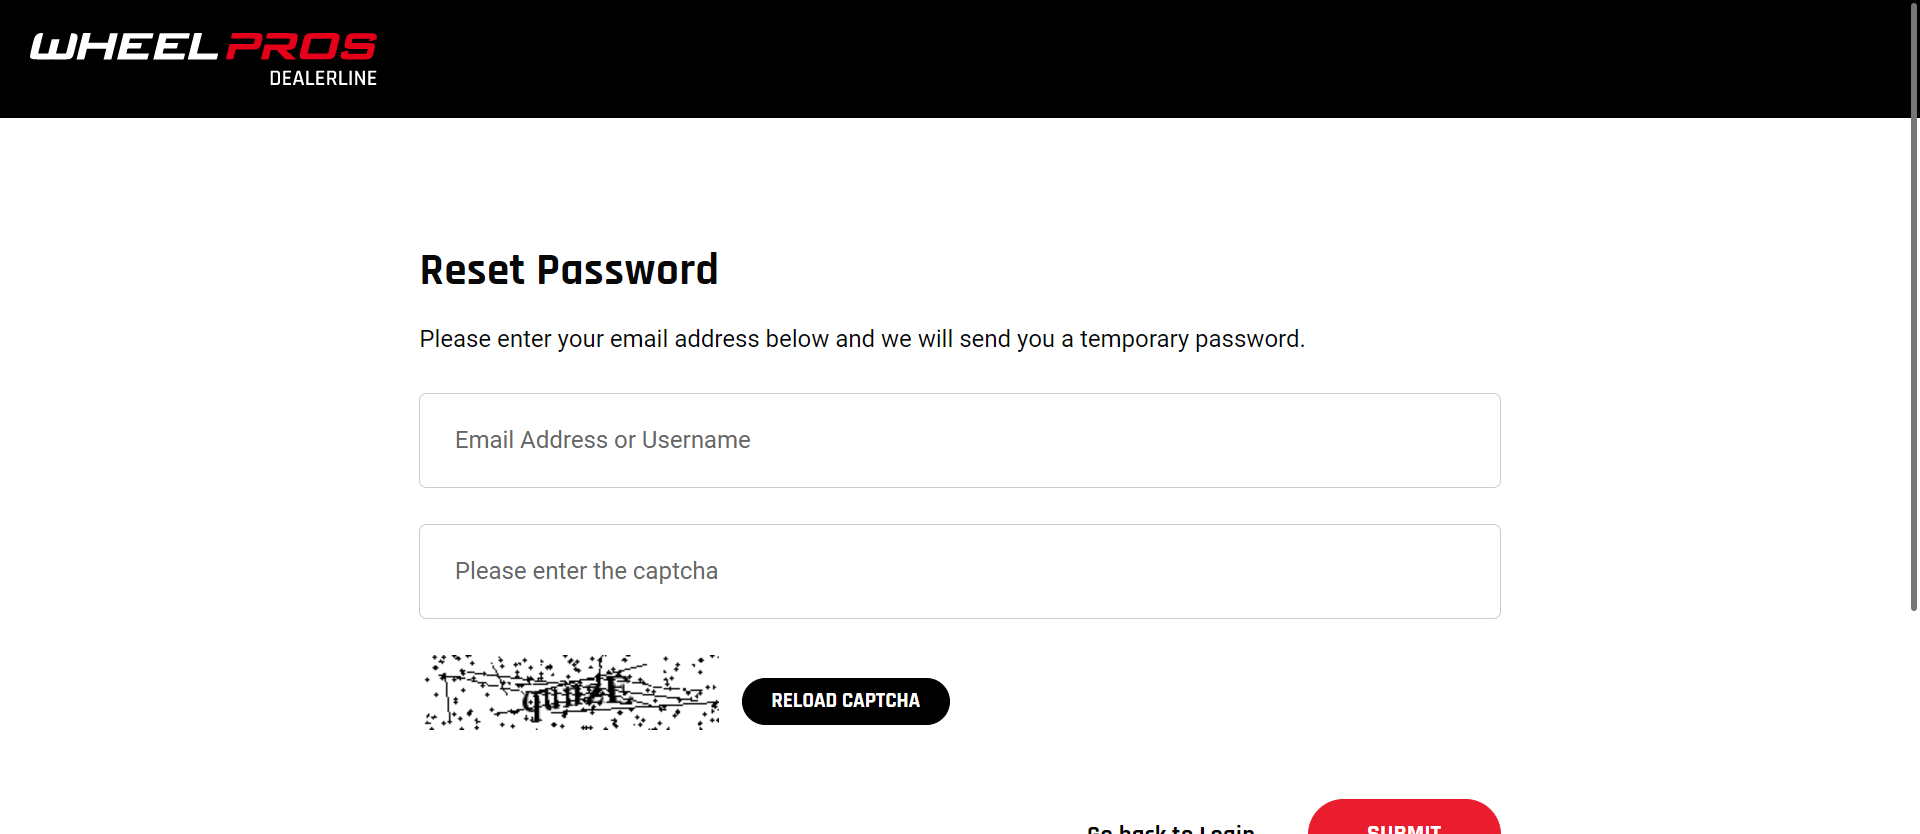 WHEEL PROS
DEALERLINE
Reset Password
Please enter your email address below and we will send you a temporary password.
Email Address or Username
Please enter the captcha
RELOAD CAPTCHA
Go back to Login
SUBMIT